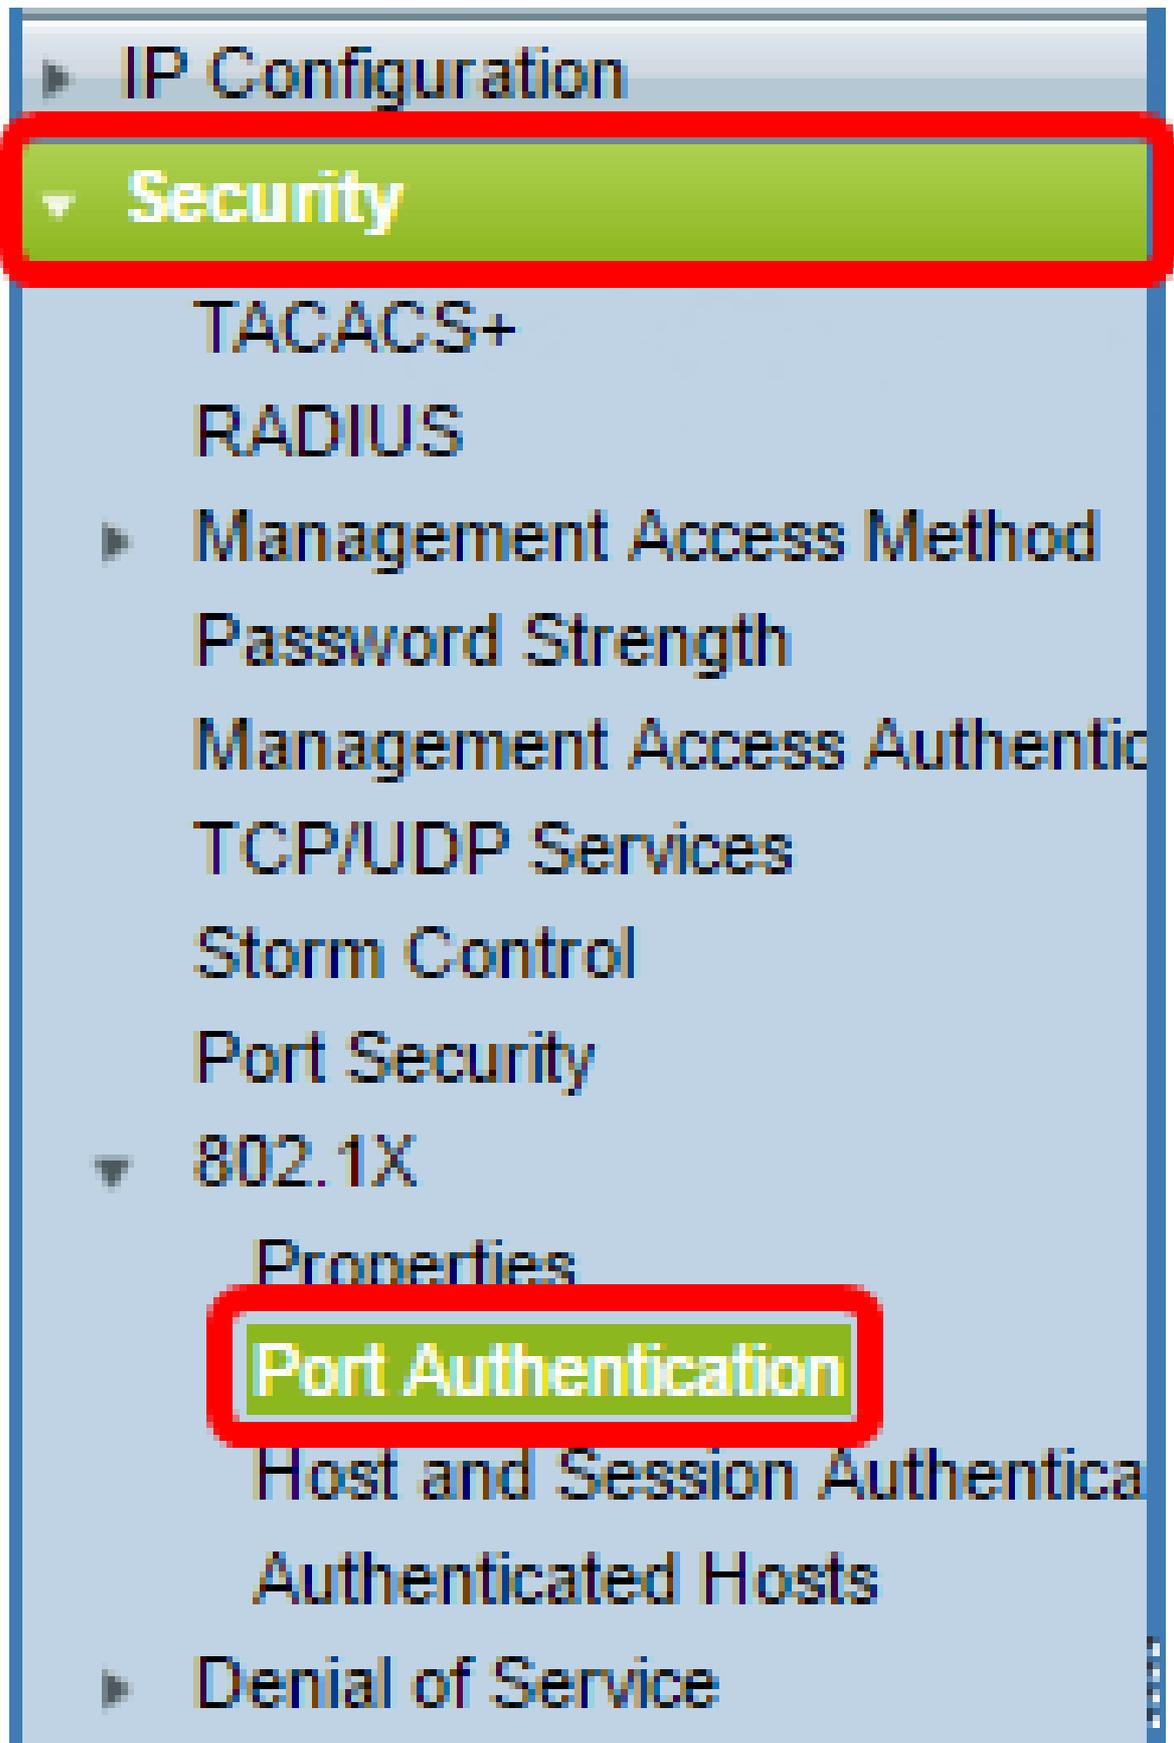 IP Configuration
Security
TACACS+
RADIUS
Management Access Method
Password Strength
Management Access Authentic
TCP/UDP Services
Storm Control
Port Security
802.1X
Properties
Port Authentication
Host and Session Authentica
Authenticated Hosts
Denial of Service